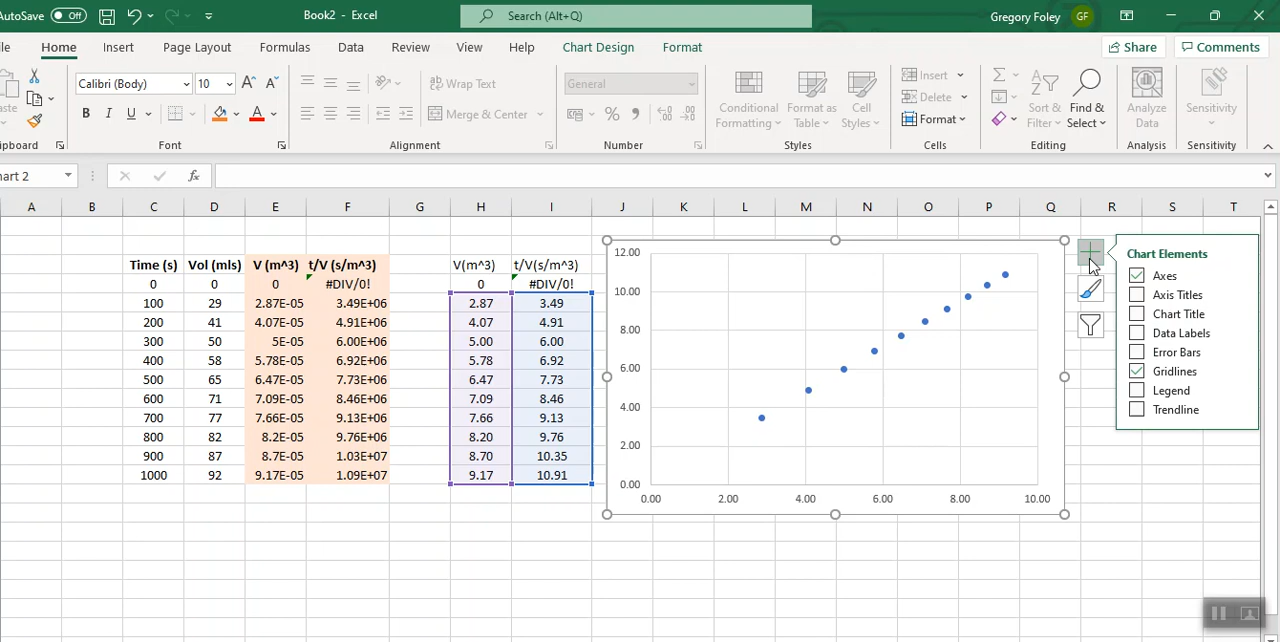 AutoSave Off Book2 - Excel Search (Alt+Q) Gregory Foley GF
le Home Insert Page Layout Formulas Data Review View Help Chart Design Format Share Comments
Calibri (Body) 10 A^ Aˇ Wrap Text General Insert
aste B I U A Merge & Center % 9 Conditional Formatting Format as Table Cell Styles Delete Format Sort & Filter Find & Select Analyze Data Sensitivity
ipboard Font Alignment Number Styles Cells Editing Analysis Sensitivity
hart 2 fx
A B C D E F G H I J K L M N O P Q R S T
Time (s) Vol (mls) V (m^3) t/V (s/m^3) V(m^3) t/V(s/m^3)
0 0 0 #DIV/0! 0 #DIV/0!
100 29 2.87E-05 3.49E+06 2.87 3.49
200 41 4.07E-05 4.91E+06 4.07 4.91
300 50 5E-05 6.00E+06 5.00 6.00
400 58 5.78E-05 6.92E+06 5.78 6.92
500 65 6.47E-05 7.73E+06 6.47 7.73
600 71 7.09E-05 8.46E+06 7.09 8.46
700 77 7.66E-05 9.13E+06 7.66 9.13
800 82 8.2E-05 9.76E+06 8.20 9.76
900 87 8.7E-05 1.03E+07 8.70 10.35
1000 92 9.17E-05 1.09E+07 9.17 10.91
12.00
10.00
8.00
6.00
4.00
2.00
0.00
0.00 2.00 4.00 6.00 8.00 10.00
Chart Elements
Axes
Axis Titles
Chart Title
Data Labels
Error Bars
Gridlines
Legend
Trendline